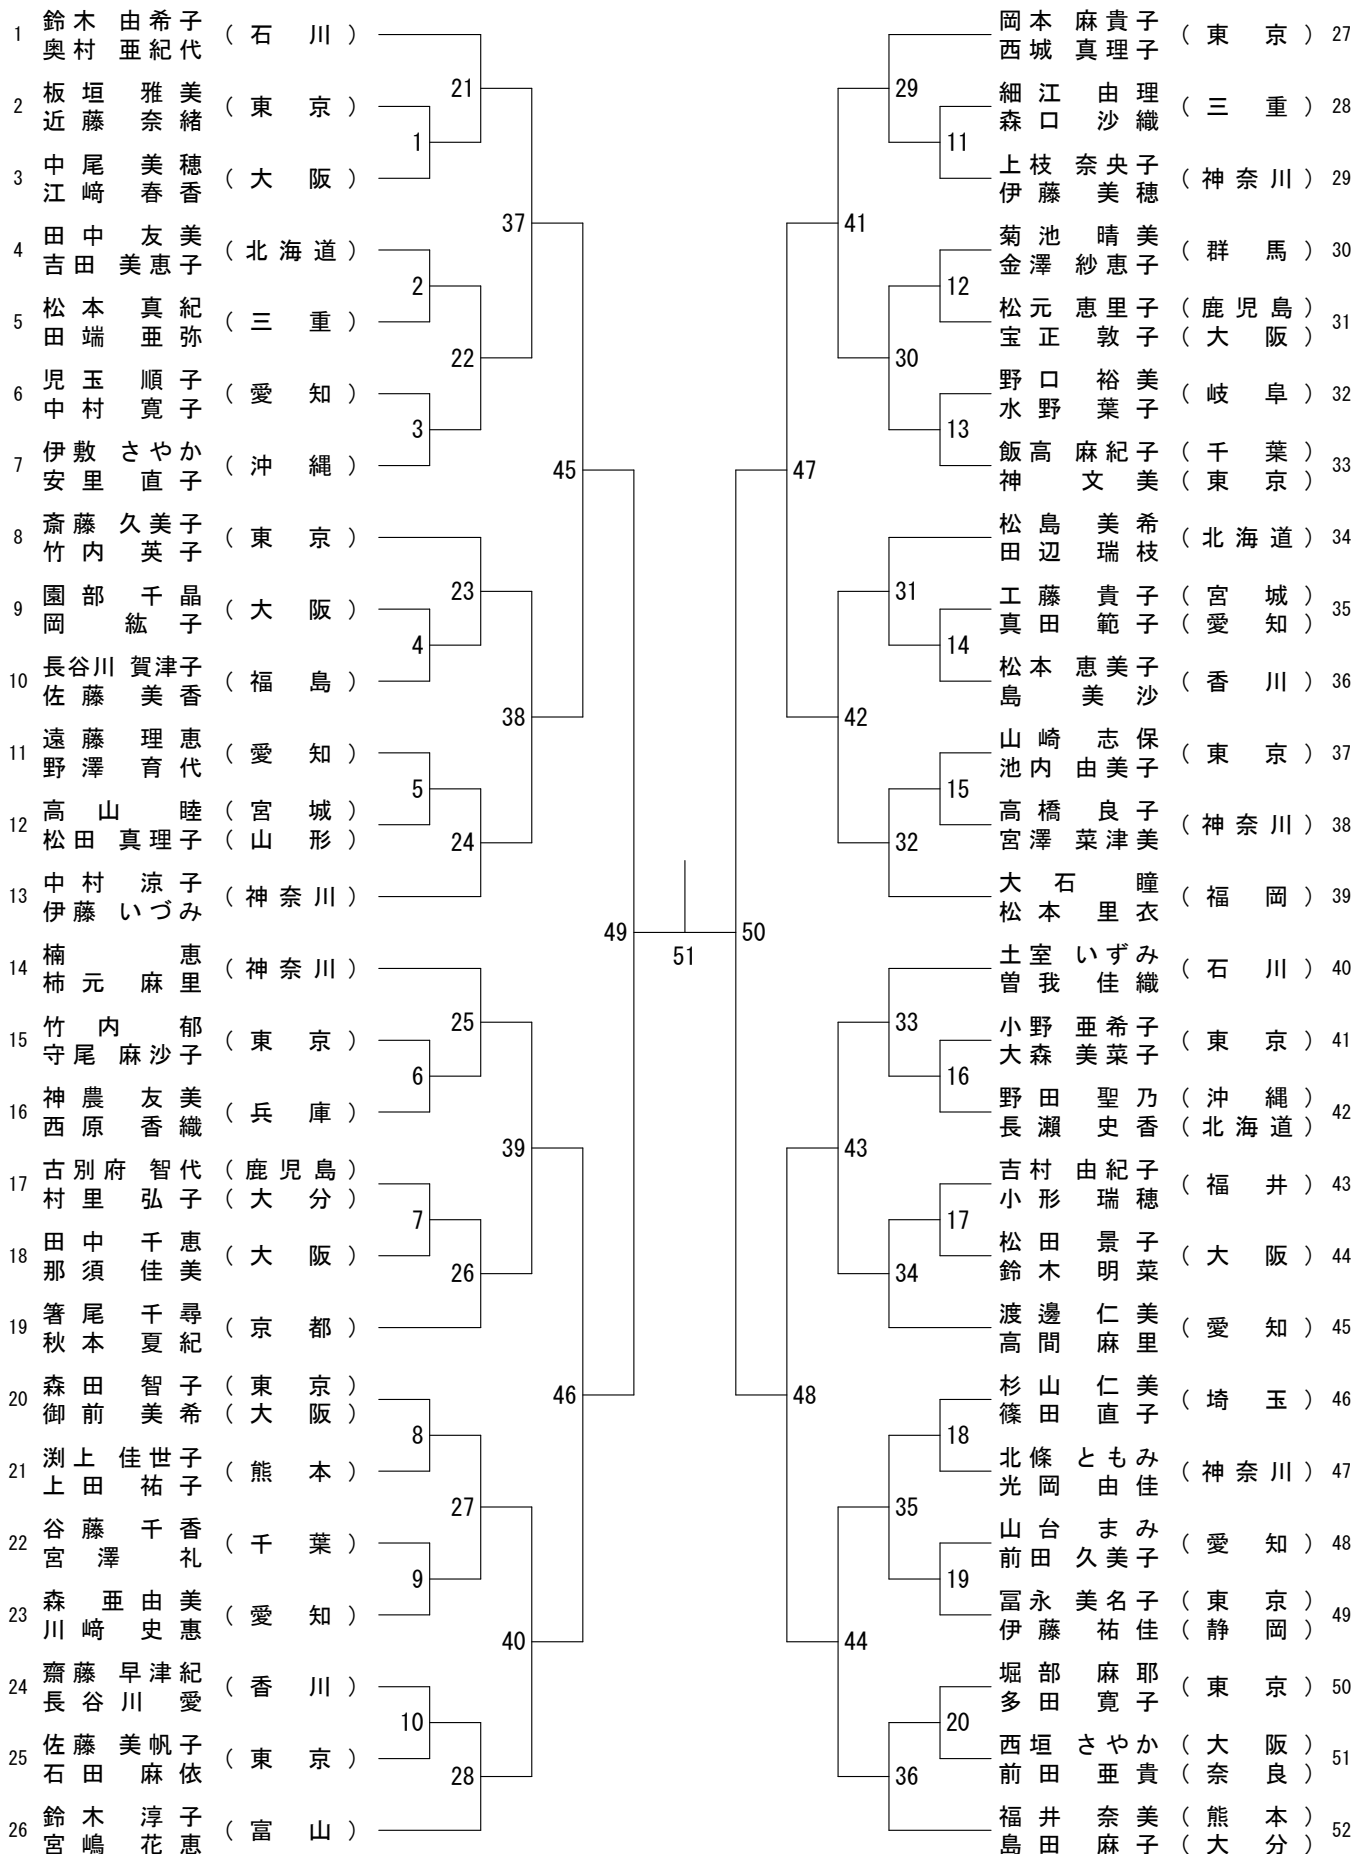 1 鈴木 由希子 奥村 亜紀代 (石川)
2 板垣 雅美 近藤 奈緒 (東京)
3 中尾 美穂 江﨑 春香 (大阪)
4 田中 友美 吉田 美恵子 (北海道)
5 松本 真紀 田端 亜弥 (三重)
6 児玉 順子 中村 寛子 (愛知)
7 伊敷 さやか 安里 直子 (沖縄)
8 斎藤 久美子 竹内 英子 (東京)
9 園部 千晶 岡 紘子 (大阪)
10 長谷川 賀津子 佐藤 美香 (福島)
11 遠藤 理恵 野澤 育代 (愛知)
12 高山 睦 (宮城) 松田 真理子 (山形)
13 中村 涼子 伊藤 いづみ (神奈川)
14 楠 恵 柿元 麻里 (神奈川)
15 竹内 郁 守尾 麻沙子 (東京)
16 神農 友美 西原 香織 (兵庫)
17 古別府 智代 (鹿児島) 村里 弘子 (大分)
18 田中 千恵 那須 佳美 (大阪)
19 箸尾 千尋 秋本 夏紀 (京都)
20 森田 智子 (東京) 御前 美希 (大阪)
21 渕上 佳世子 上田 祐子 (熊本)
22 谷藤 千香 宮澤 礼 (千葉)
23 森 亜由美 川﨑 史恵 (愛知)
24 齋藤 早津紀 長谷川 愛 (香川)
25 佐藤 美帆子 石田 麻依 (東京)
26 鈴木 淳子 宮嶋 花恵 (富山)
1
2
3
4
5
6
7
8
9
10
21
22
23
24
25
26
27
28
37
38
39
40
45
46
49
51
50
47
48
41
42
43
44
29
30
31
32
33
34
35
36
11
12
13
14
15
16
17
18
19
20
岡本 麻貴子 西城 真理子 (東京) 27
細江 由理 森口 沙織 (三重) 28
上枝 奈央子 伊藤 美穂 (神奈川) 29
菊池 晴美 金澤 紗恵子 (群馬) 30
松元 恵里子 (鹿児島) 宝正 敦子 (大阪) 31
野口 裕美 水野 葉子 (岐阜) 32
飯高 麻紀子 (千葉) 神 文美 (東京) 33
松島 美希 田辺 瑞枝 (北海道) 34
工藤 貴子 (宮城) 真田 範子 (愛知) 35
松本 恵美子 島 美沙 (香川) 36
山崎 志保 池内 由美子 (東京) 37
高橋 良子 宮澤 菜津美 (神奈川) 38
大石 瞳 松本 里衣 (福岡) 39
土室 いずみ 曽我 佳織 (石川) 40
小野 亜希子 大森 美菜子 (東京) 41
野田 聖乃 (沖縄) 長瀬 史香 (北海道) 42
吉村 由紀子 小形 瑞穂 (福井) 43
松田 景子 鈴木 明菜 (大阪) 44
渡邊 仁美 高間 麻里 (愛知) 45
杉山 仁美 篠田 直子 (埼玉) 46
北條 ともみ 光岡 由佳 (神奈川) 47
山台 まみ 前田 久美子 (愛知) 48
冨永 美名子 (東京) 伊藤 祐佳 (静岡) 49
堀部 麻耶 多田 寛子 (東京) 50
西垣 さやか (大阪) 前田 亜貴 (奈良) 51
福井 奈美 (熊本) 島田 麻子 (大分) 52